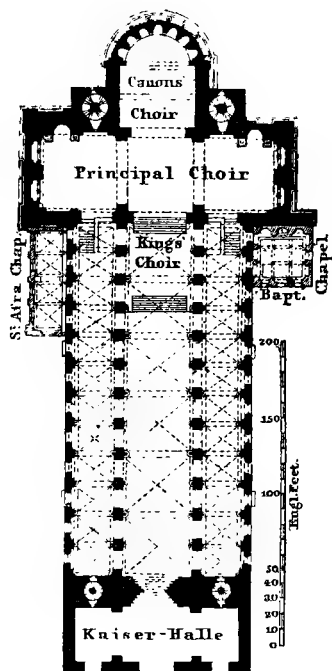 Canons'
Choir
Principal Choir
Kings
Choir
St Afra Chap.
Bapt.
Chapel
200
150
100
50
40
30
20
10
0
Engl. Feet.
Kaiser-Halle